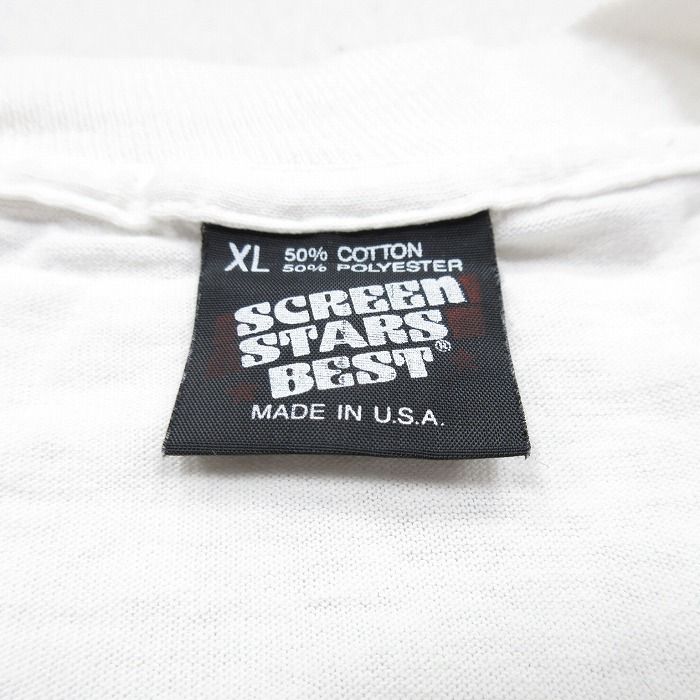 XL 50% COTTON
50% POLYESTER
SCREEn
STARS
BEST®
MADE IN U.S.A.